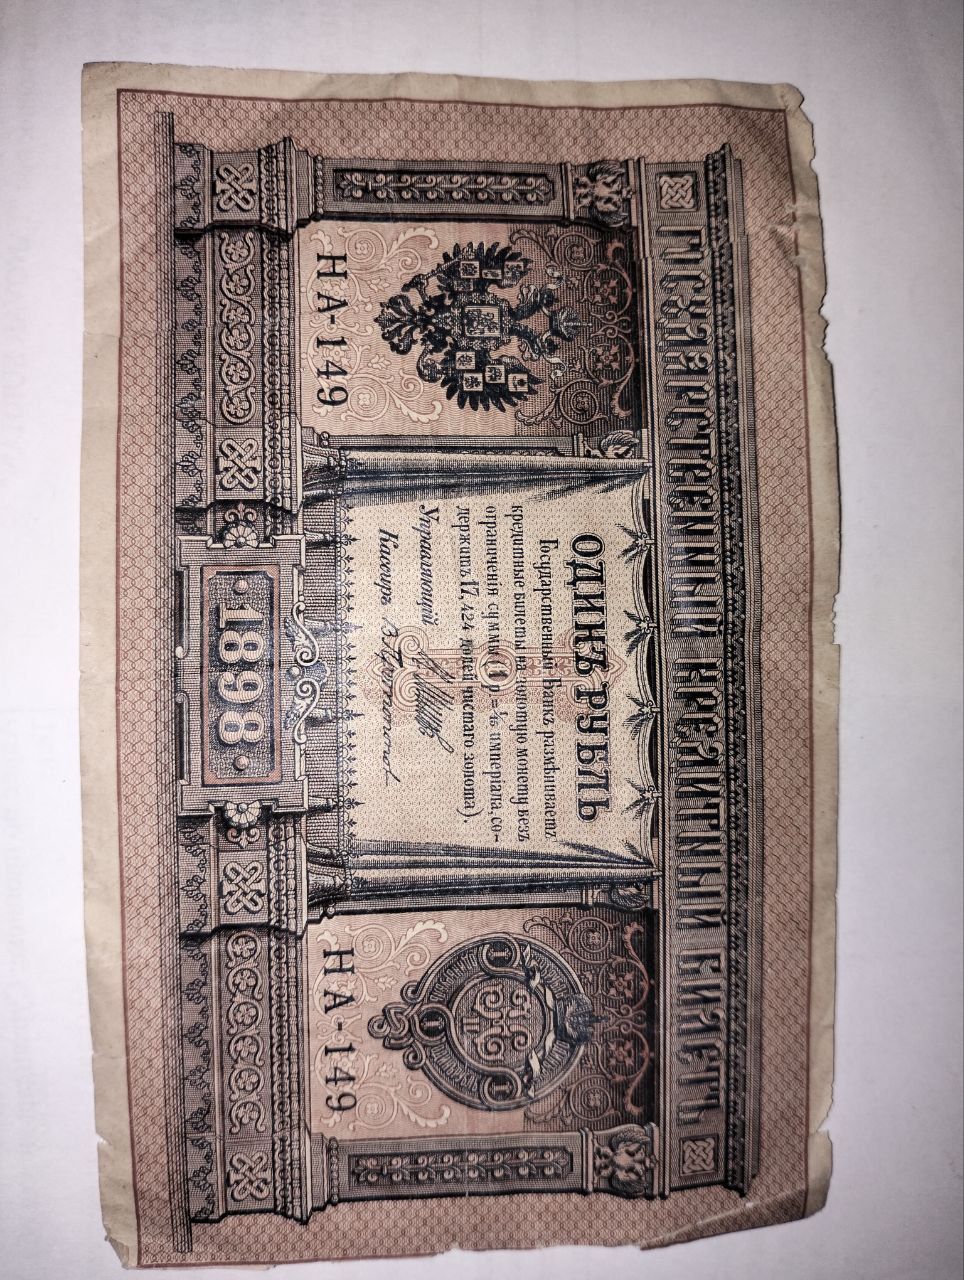 ГОСУДАРСТВЕННЫЙ КРЕДИТНЫЙ БИЛЕТЪ
ОДИНЪ РУБЛЬ
Государственный Банкъ размѣниваетъ
кредитные билеты на золотую монету безъ
ограниченія суммы (1 р = 1/15 имперіала, со-
держитъ 17,424 долей чистаго золота).
Управляющій
Кассиръ
НА-149
НА-149
1898